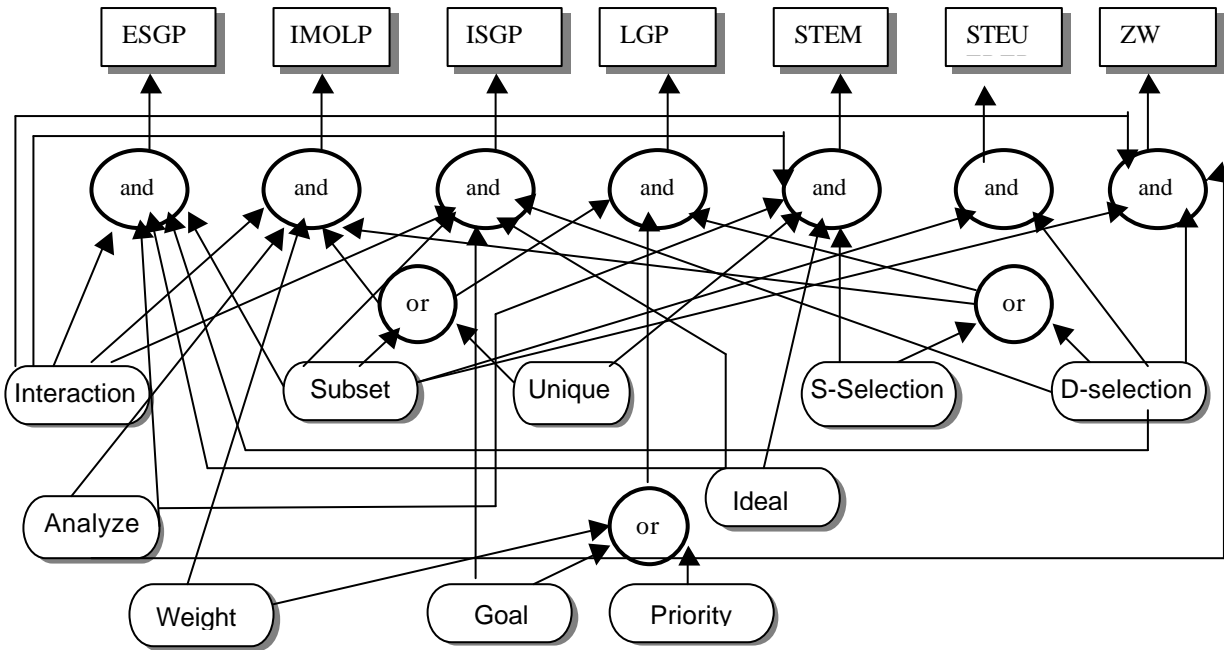 ESGP IMOLP ISGP LGP STEM STEU ZW
and and and and and and and
or or
Interaction Subset Unique S-Selection D-selection
Analyze or Ideal
Weight Goal Priority